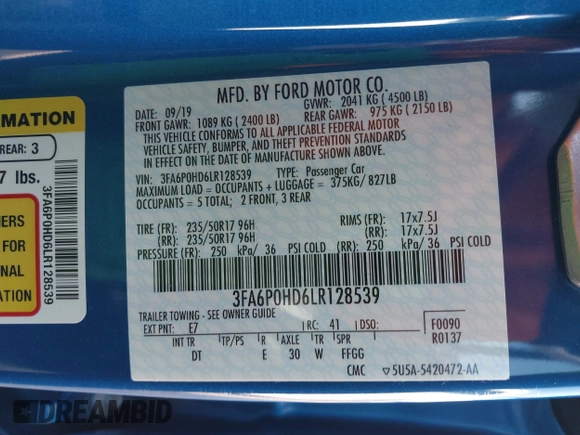 MFD. BY FORD MOTOR CO.
DATE: 09/19 GVWR: 2041 KG ( 4500 LB)
FRONT GAWR: 1089 KG ( 2400 LB) REAR GAWR: 975 KG ( 2150 LB)
THIS VEHICLE CONFORMS TO ALL APPLICABLE FEDERAL MOTOR
VEHICLE SAFETY, BUMPER, AND THEFT PREVENTION STANDARDS
IN EFFECT ON THE DATE OF MANUFACTURE SHOWN ABOVE.
VIN: 3FA6P0HD6LR128539 TYPE: Passenger Car
MAXIMUM LOAD = OCCUPANTS + LUGGAGE = 375KG/ 827LB
OCCUPANTS = 5 TOTAL; 2 FRONT, 3 REAR
TIRE (FR): 235/50R17 96H RIMS (FR): 17x7.5J
(RR): 235/50R17 96H (RR): 17x7.5J
PRESSURE (FR): 250 kPa/ 36 PSI COLD (RR): 250 kPa/ 36 PSI COLD
3FA6P0HD6LR128539
TRAILER TOWING - SEE OWNER GUIDE
EXT PNT: E7 RC: 41 DSO: F0090
R0137
INT TR TP/PS R AXLE TR SPR
DT E 30 W FFGG
CMC ▽5U5A-5420472-AA
MATION
REAR: 3
7 lbs.
NERS
FOR
NAL
N
3FA6P0HD6LR128539
DREAMBID